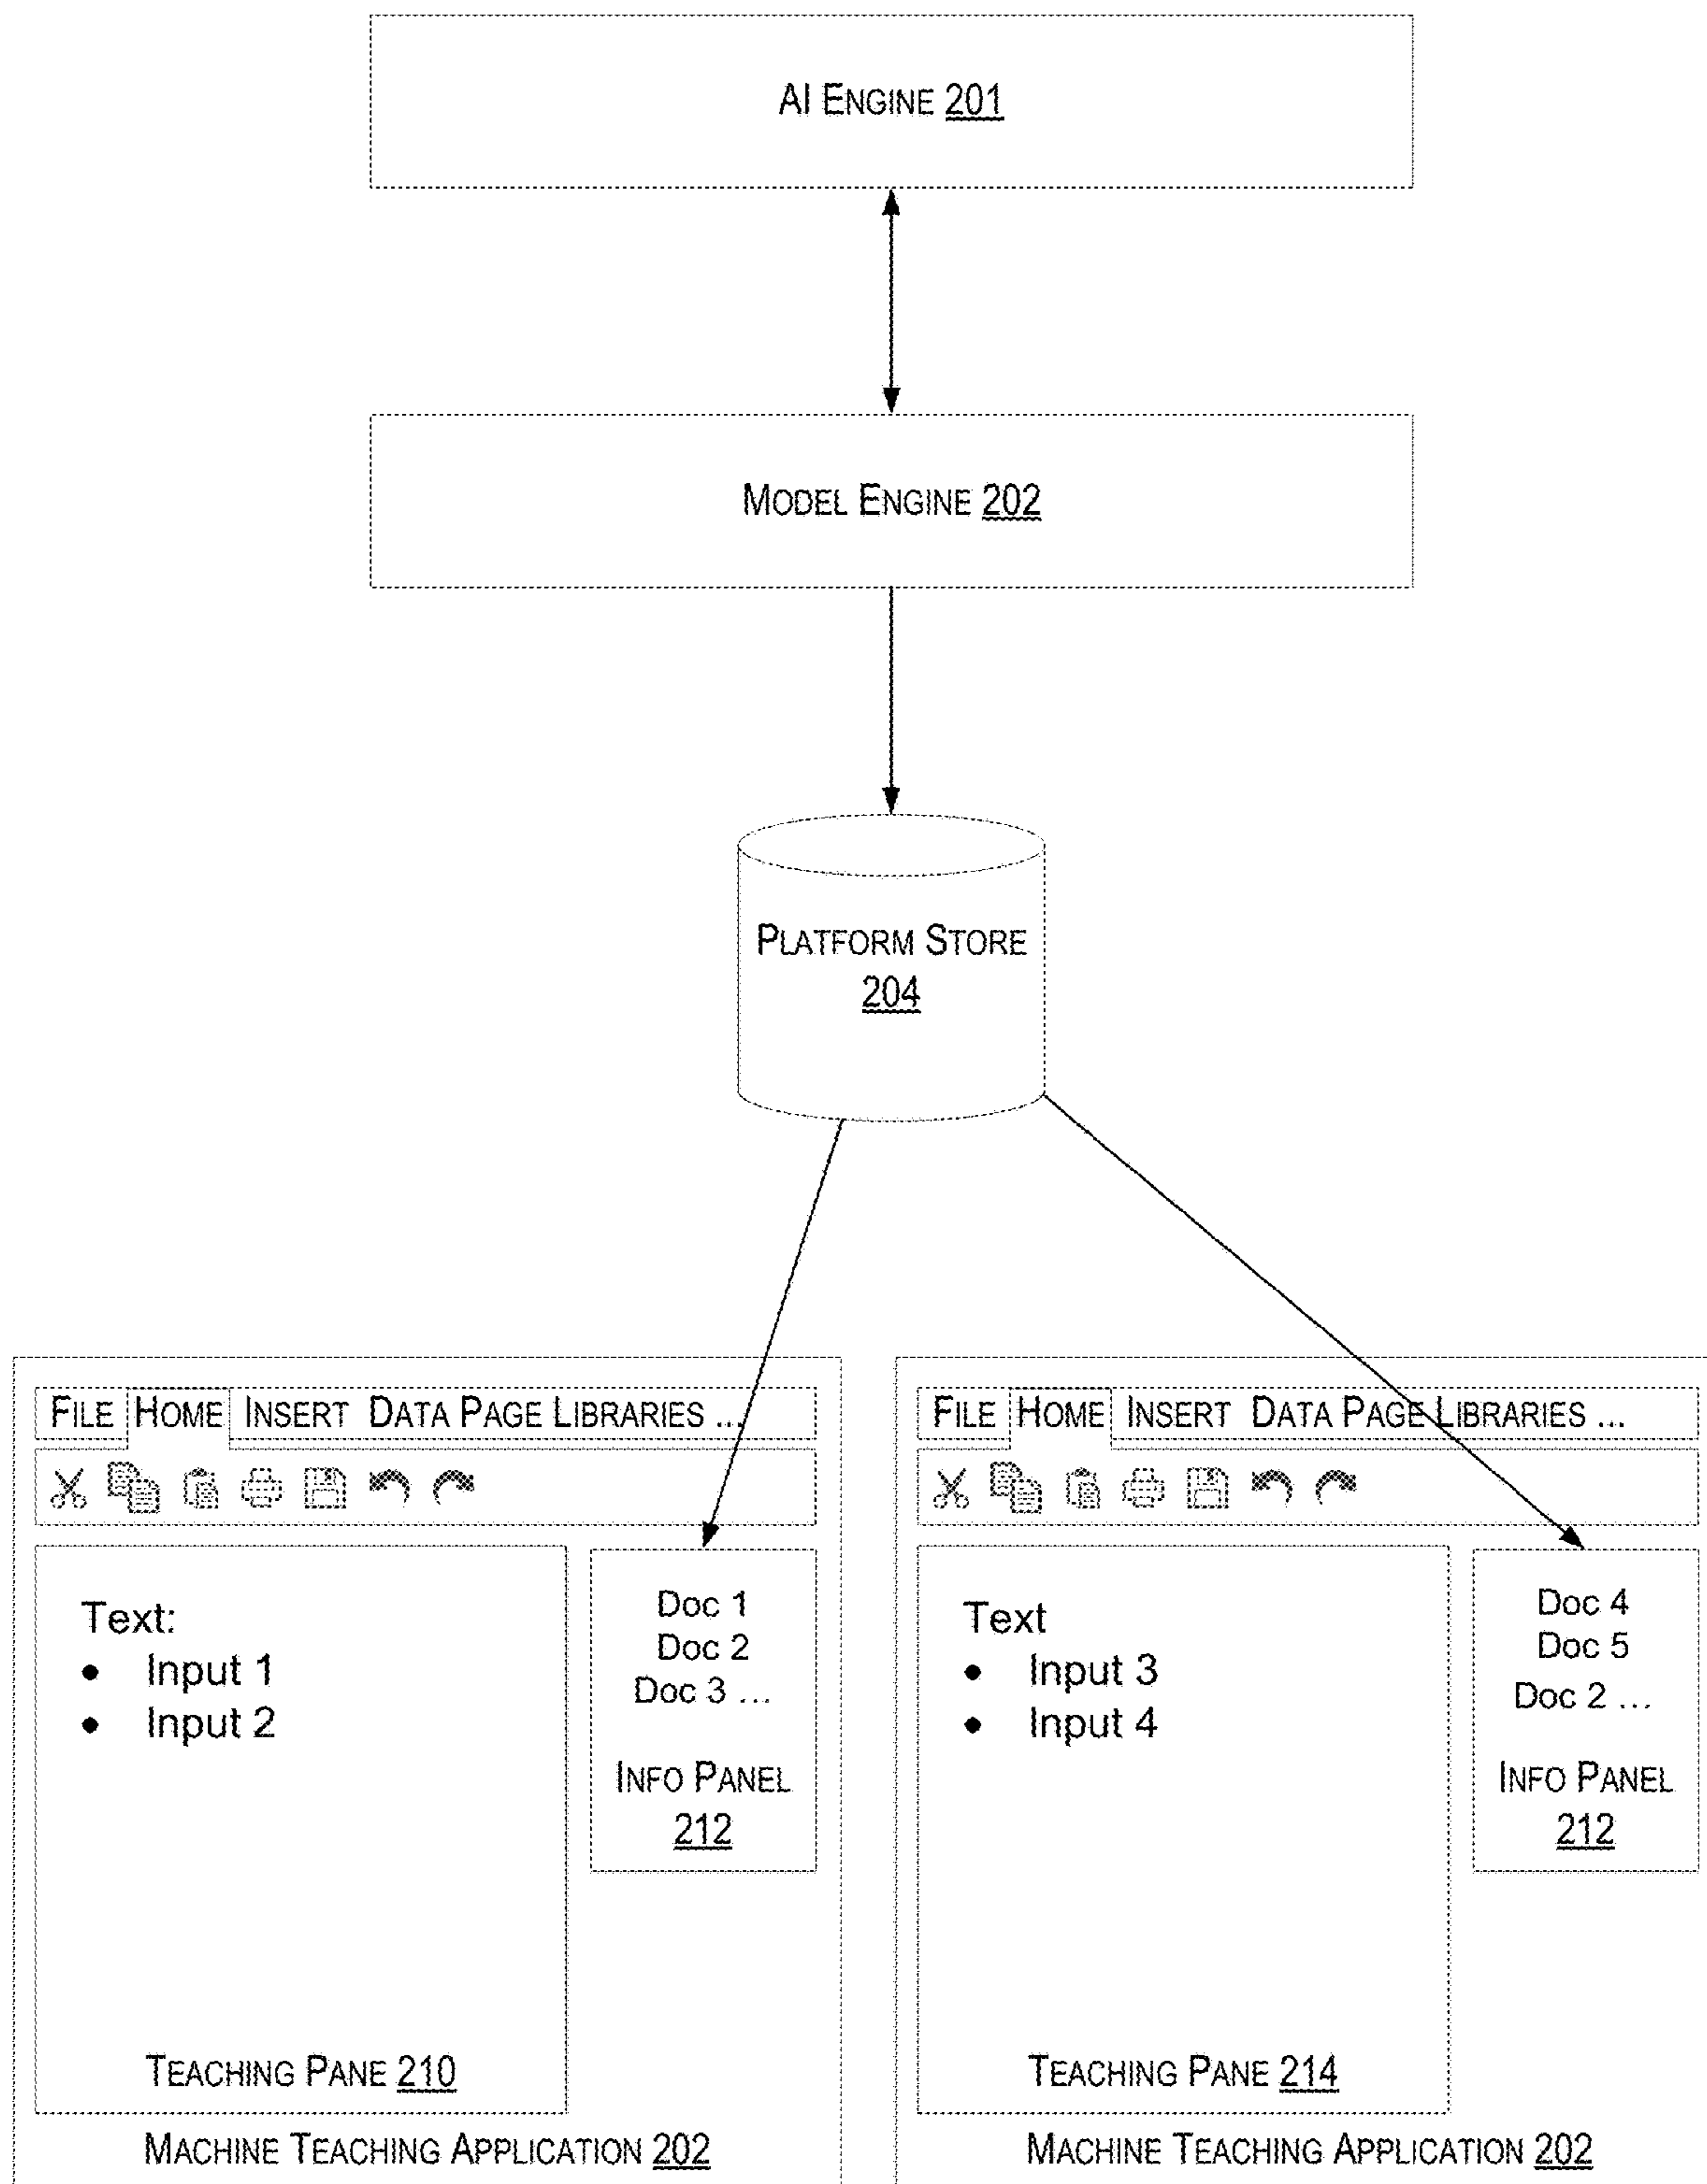 AI ENGINE 201
MODEL ENGINE 202
PLATFORM STORE
204
FILE HOME INSERT DATA PAGE LIBRARIES ...
Text:
• Input 1
• Input 2
Doc 1
Doc 2
Doc 3 ...
INFO PANEL
212
TEACHING PANE 210
MACHINE TEACHING APPLICATION 202
FILE HOME INSERT DATA PAGE LIBRARIES ...
Text
• Input 3
• Input 4
Doc 4
Doc 5
Doc 2 ...
INFO PANEL
212
TEACHING PANE 214
MACHINE TEACHING APPLICATION 202